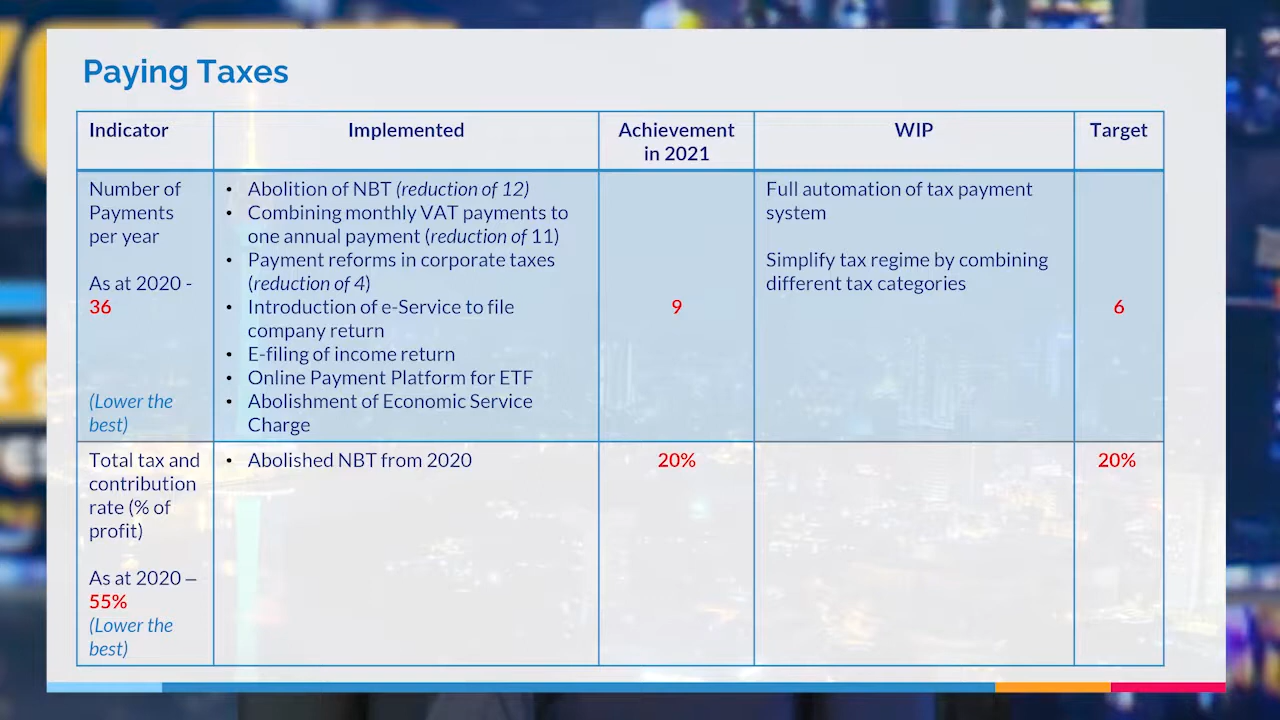 Paying Taxes
Indicator
Implemented
Achievement
in 2021
WIP
Target
Number of
Payments
per year
As at 2020 -
36
(Lower the
best)
• Abolition of NBT (reduction of 12)
• Combining monthly VAT payments to
one annual payment (reduction of 11)
• Payment reforms in corporate taxes
(reduction of 4)
• Introduction of e-Service to file
company return
• E-filing of income return
• Online Payment Platform for ETF
• Abolishment of Economic Service
Charge
9
Full automation of tax payment
system
Simplify tax regime by combining
different tax categories
6
Total tax and
contribution
rate (% of
profit)
As at 2020 –
55%
(Lower the
best)
• Abolished NBT from 2020
20%
20%